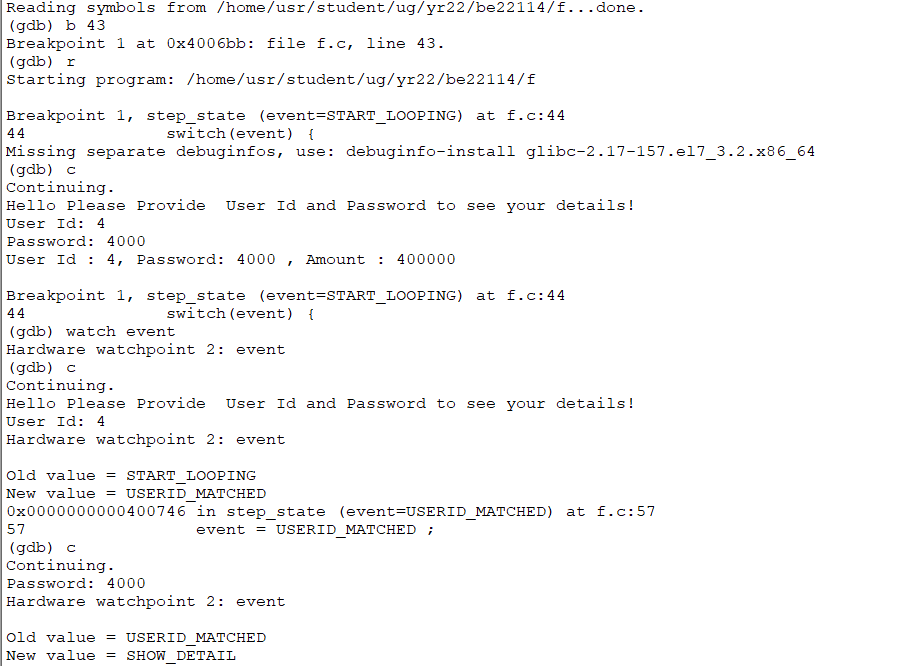 Reading symbols from /home/usr/student/ug/yr22/be22114/f...done.
(gdb) b 43
Breakpoint 1 at 0x4006bb: file f.c, line 43.
(gdb) r
Starting program: /home/usr/student/ug/yr22/be22114/f
Breakpoint 1, step_state (event=START_LOOPING) at f.c:44
44              switch(event) {
Missing separate debuginfos, use: debuginfo-install glibc-2.17-157.el7_3.2.x86_64
(gdb) c
Continuing.
Hello Please Provide  User Id and Password to see your details!
User Id: 4
Password: 4000
User Id : 4, Password: 4000 , Amount : 400000
Breakpoint 1, step_state (event=START_LOOPING) at f.c:44
44              switch(event) {
(gdb) watch event
Hardware watchpoint 2: event
(gdb) c
Continuing.
Hello Please Provide  User Id and Password to see your details!
User Id: 4
Hardware watchpoint 2: event
Old value = START_LOOPING
New value = USERID_MATCHED
0x0000000000400746 in step_state (event=USERID_MATCHED) at f.c:57
57                 event = USERID_MATCHED ;
(gdb) c
Continuing.
Password: 4000
Hardware watchpoint 2: event
Old value = USERID_MATCHED
New value = SHOW_DETAIL